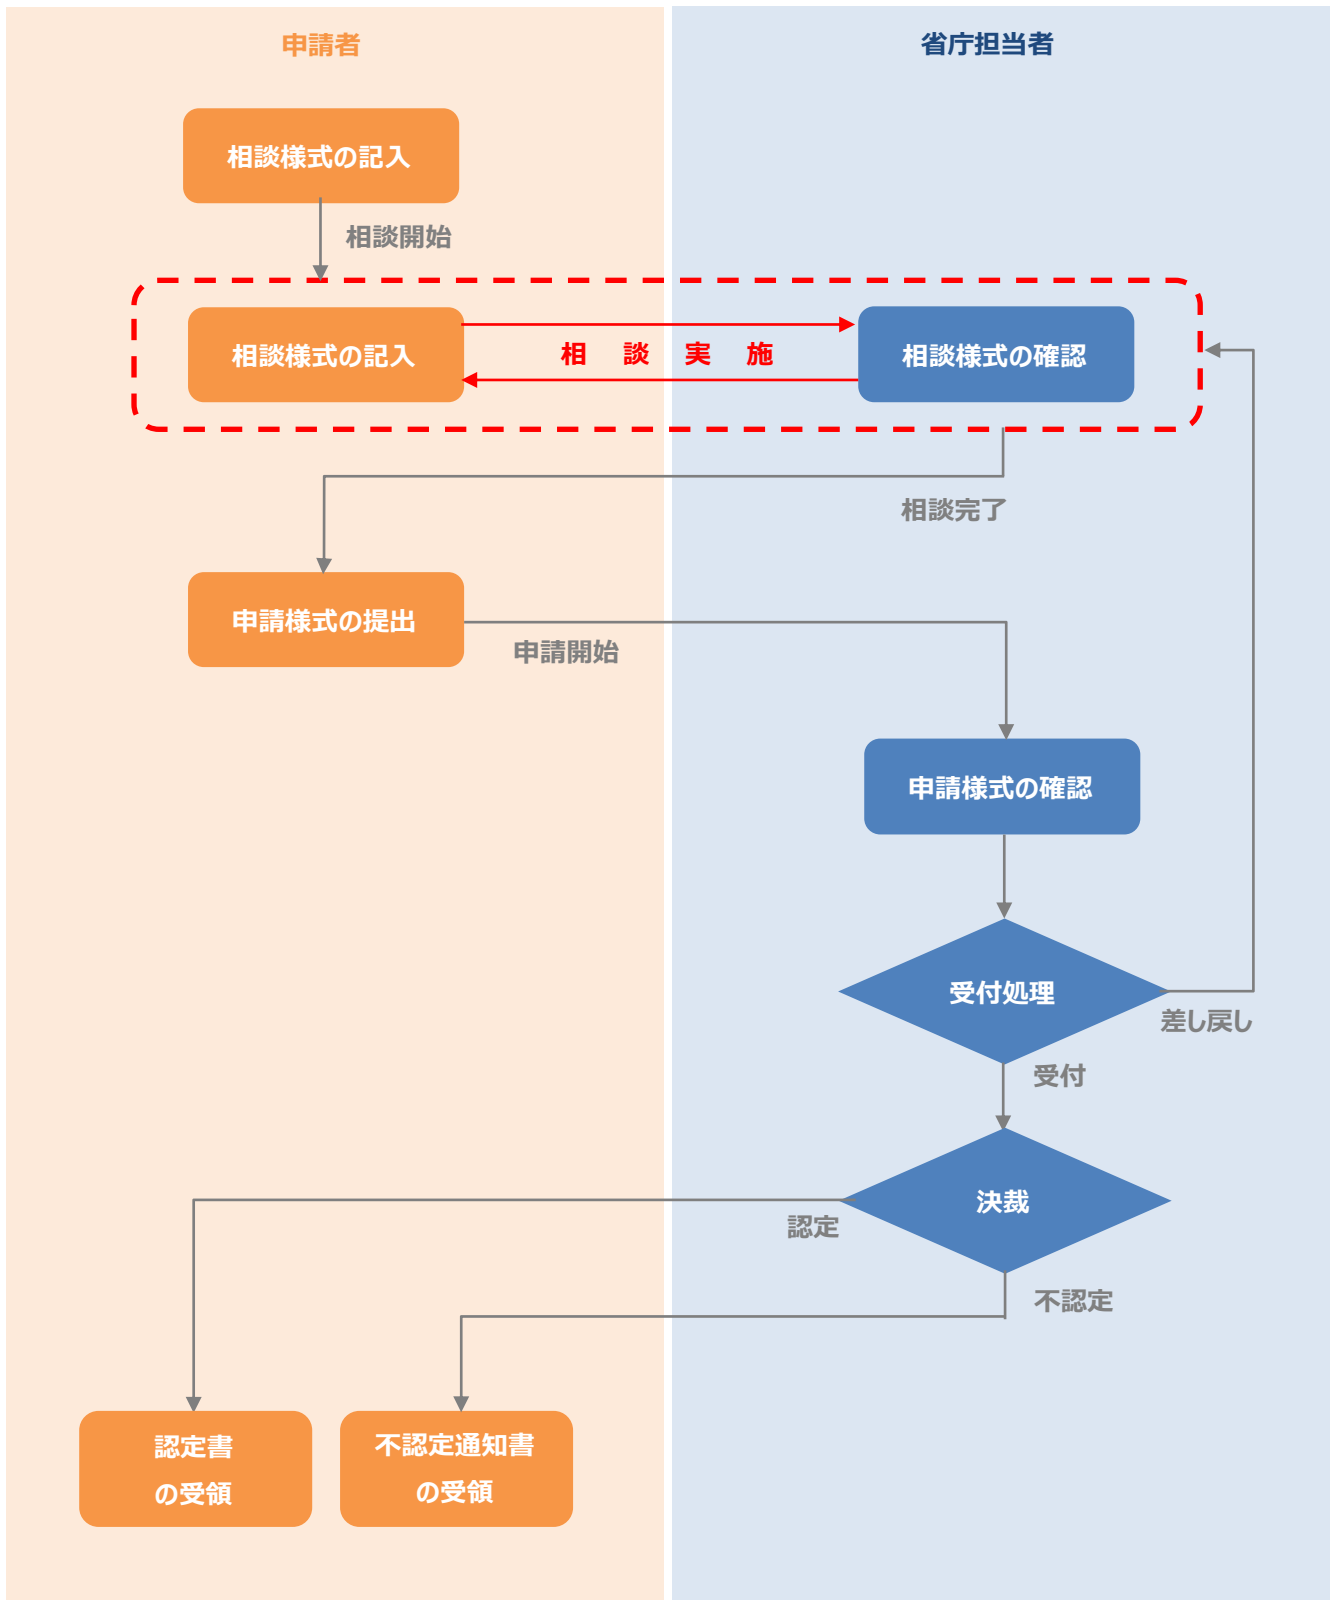 申請者
省庁担当者
相談様式の記入
相談開始
相談様式の記入
相 談 実 施
相談様式の確認
相談完了
申請様式の提出
申請開始
申請様式の確認
受付処理
差し戻し
受付
決裁
認定
不認定
認定書
の受領
不認定通知書
の受領